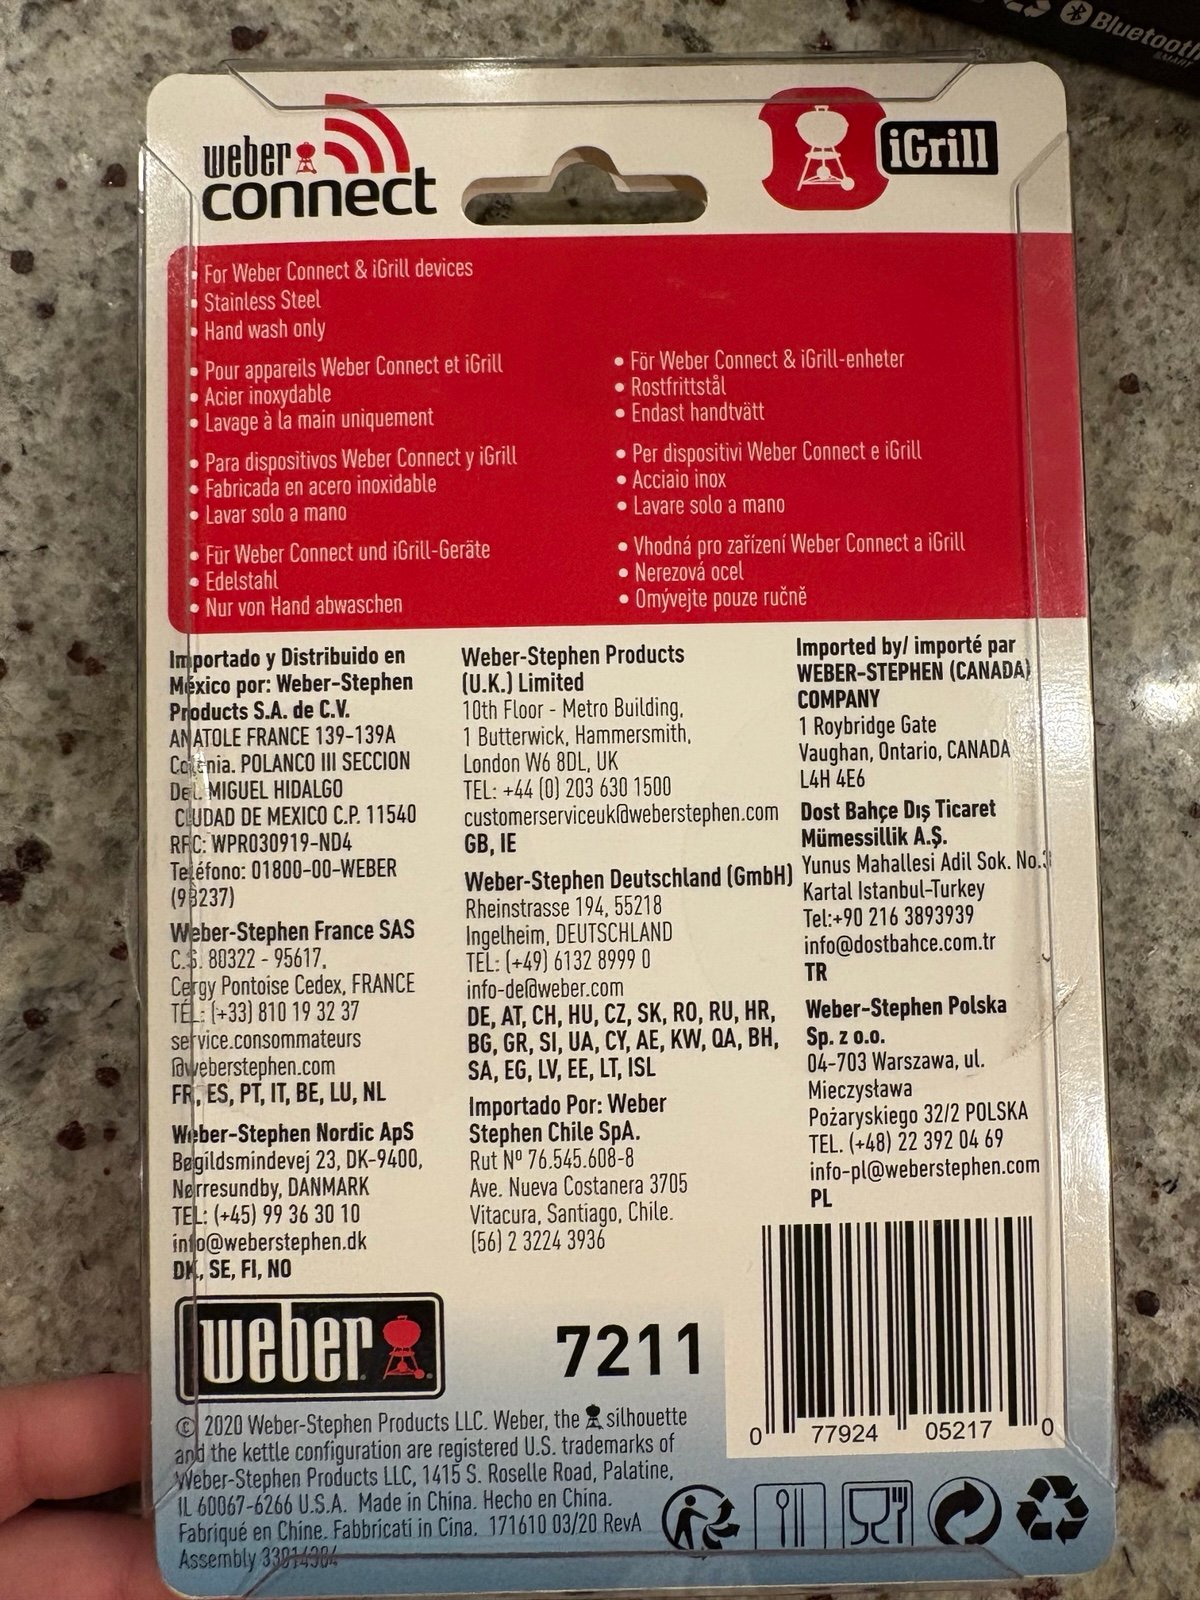 Bluetooth
SMART
weber
connect
iGrill
• For Weber Connect & iGrill devices
• Stainless Steel
• Hand wash only
• Pour appareils Weber Connect et iGrill
• Acier inoxydable
• Lavage à la main uniquement
• Para dispositivos Weber Connect y iGrill
• Fabricada en acero inoxidable
• Lavar solo a mano
• Für Weber Connect und iGrill-Geräte
• Edelstahl
• Nur von Hand abwaschen
• För Weber Connect & iGrill-enheter
• Rostfrittstål
• Endast handtvätt
• Per dispositivi Weber Connect e iGrill
• Acciaio inox
• Lavare solo a mano
• Vhodná pro zařízení Weber Connect a iGrill
• Nerezová ocel
• Omývejte pouze ručně
Importado y Distribuido en
México por: Weber-Stephen
Products S.A. de C.V.
ANATOLE FRANCE 139-139A
Colonia. POLANCO III SECCION
Del. MIGUEL HIDALGO
CIUDAD DE MEXICO C.P. 11540
RFC: WPR030919-ND4
Teléfono: 01800-00-WEBER
(93237)
Weber-Stephen France SAS
C.S. 80322 - 95617,
Cergy Pontoise Cedex, FRANCE
TÉL: (+33) 810 19 32 37
service.consommateurs
@weberstephen.com
FR, ES, PT, IT, BE, LU, NL
Weber-Stephen Nordic ApS
Bøgildsmindevej 23, DK-9400,
Nørresundby, DANMARK
TEL: (+45) 99 36 30 10
info@weberstephen.dk
DK, SE, FI, NO
Weber-Stephen Products
(U.K.) Limited
10th Floor - Metro Building,
1 Butterwick, Hammersmith,
London W6 8DL, UK
TEL: +44 (0) 203 630 1500
customerserviceuk@weberstephen.com
GB, IE
Weber-Stephen Deutschland (GmbH)
Rheinstrasse 194, 55218
Ingelheim, DEUTSCHLAND
TEL: (+49) 6132 8999 0
info-de@weber.com
DE, AT, CH, HU, CZ, SK, RO, RU, HR,
BG, GR, SI, UA, CY, AE, KW, QA, BH,
SA, EG, LV, EE, LT, ISL
Importado Por: Weber
Stephen Chile SpA.
Rut Nº 76.545.608-8
Ave. Nueva Costanera 3705
Vitacura, Santiago, Chile.
(56) 2 3224 3936
Imported by/ importé par
WEBER-STEPHEN (CANADA)
COMPANY
1 Roybridge Gate
Vaughan, Ontario, CANADA
L4H 4E6
Dost Bahçe Dış Ticaret
Mümessillik A.Ş.
Yunus Mahallesi Adil Sok. No.3
Kartal Istanbul-Turkey
Tel:+90 216 3893939
info@dostbahce.com.tr
TR
Weber-Stephen Polska
Sp. z o.o.
04-703 Warszawa, ul.
Mieczysława
Pożaryskiego 32/2 POLSKA
TEL. (+48) 22 392 04 69
info-pl@weberstephen.com
PL
weber
7211
0 77924 05217 0
© 2020 Weber-Stephen Products LLC. Weber, the silhouette
and the kettle configuration are registered U.S. trademarks of
Weber-Stephen Products LLC, 1415 S. Roselle Road, Palatine,
IL 60067-6266 U.S.A. Made in China. Hecho en China.
Fabriqué en Chine. Fabbricati in Cina. 171610 03/20 RevA
Assembly